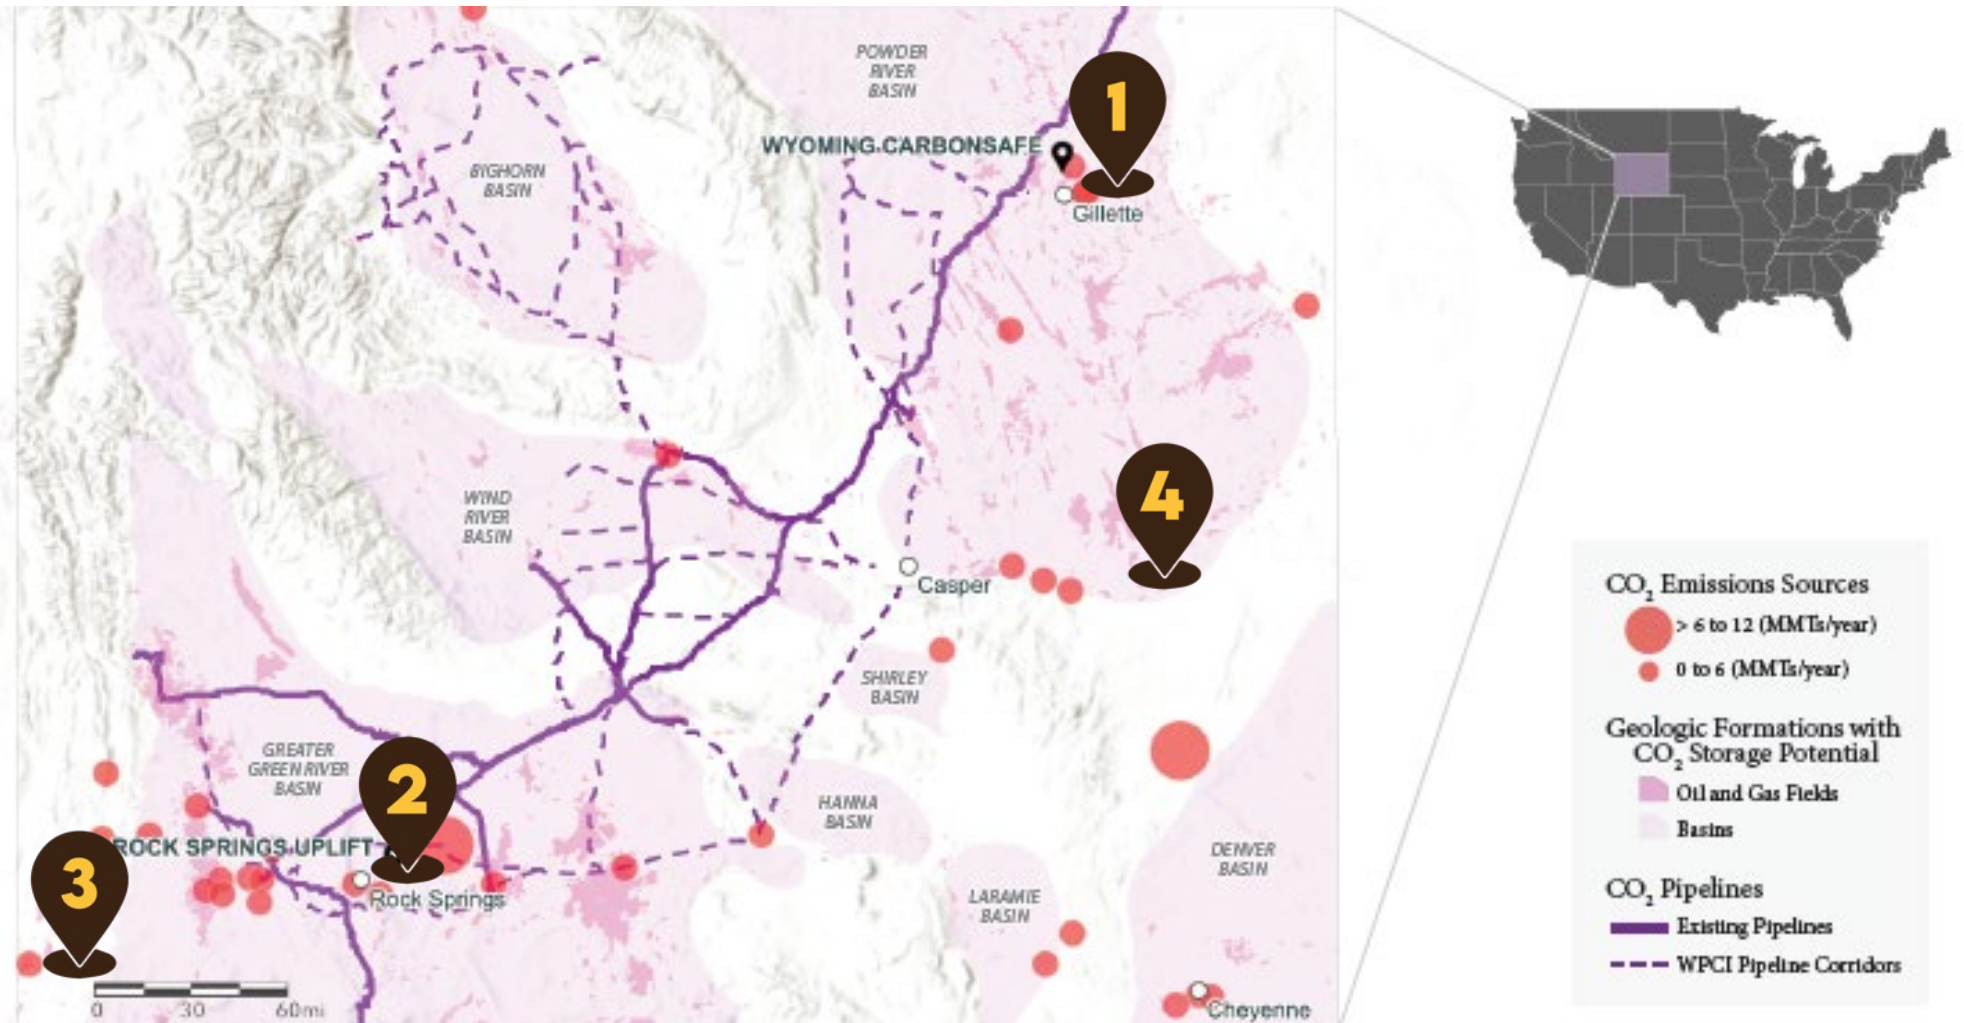 POWDER
RIVER
BASIN
1
WYOMING CARBONSAFE
Gillette
BIGHORN
BASIN
WIND
RIVER
BASIN
4
Casper
SHIRLEY
BASIN
GREATER
GREEN RIVER
BASIN
2
HANNA
BASIN
ROCK SPRINGS UPLIFT
3
Rock Springs
DENVER
BASIN
LARAMIE
BASIN
0 30 60mi
Cheyenne
CO2 Emissions Sources
> 6 to 12 (MMTs/year)
0 to 6 (MMTs/year)
Geologic Formations with
CO2 Storage Potential
Oil and Gas Fields
Basins
CO2 Pipelines
Existing Pipelines
WPCI Pipeline Corridors